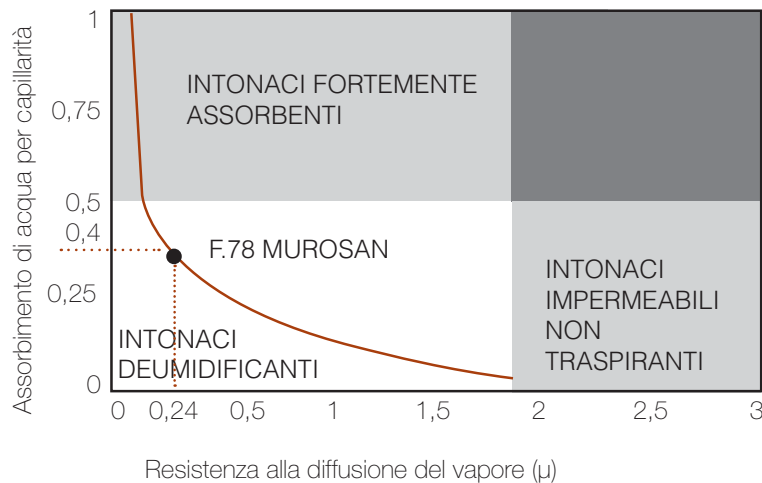 Assorbimento di acqua per capillarità
1
0,75
0,5
0,4
0,25
0
INTONACI FORTEMENTE
ASSORBENTI
F.78 MUROSAN
INTONACI
DEUMIDIFICANTI
INTONACI
IMPERMEABILI
NON
TRASPIRANTI
0 0,24 0,5 1 1,5 2 2,5 3
Resistenza alla diffusione del vapore (µ)